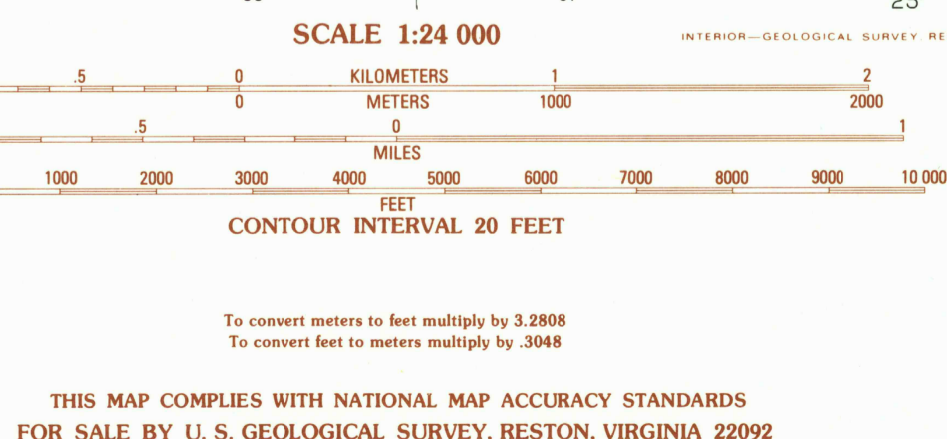 SCALE 1:24 000
INTERIOR—GEOLOGICAL SURVEY, RE
.5 0 KILOMETERS 1 2
0 METERS 1000 2000
.5 0 1
MILES
1000 2000 3000 4000 5000 6000 7000 8000 9000 10 000
FEET
CONTOUR INTERVAL 20 FEET
To convert meters to feet multiply by 3.2808
To convert feet to meters multiply by .3048
THIS MAP COMPLIES WITH NATIONAL MAP ACCURACY STANDARDS
FOR SALE BY U. S. GEOLOGICAL SURVEY, RESTON, VIRGINIA 22092